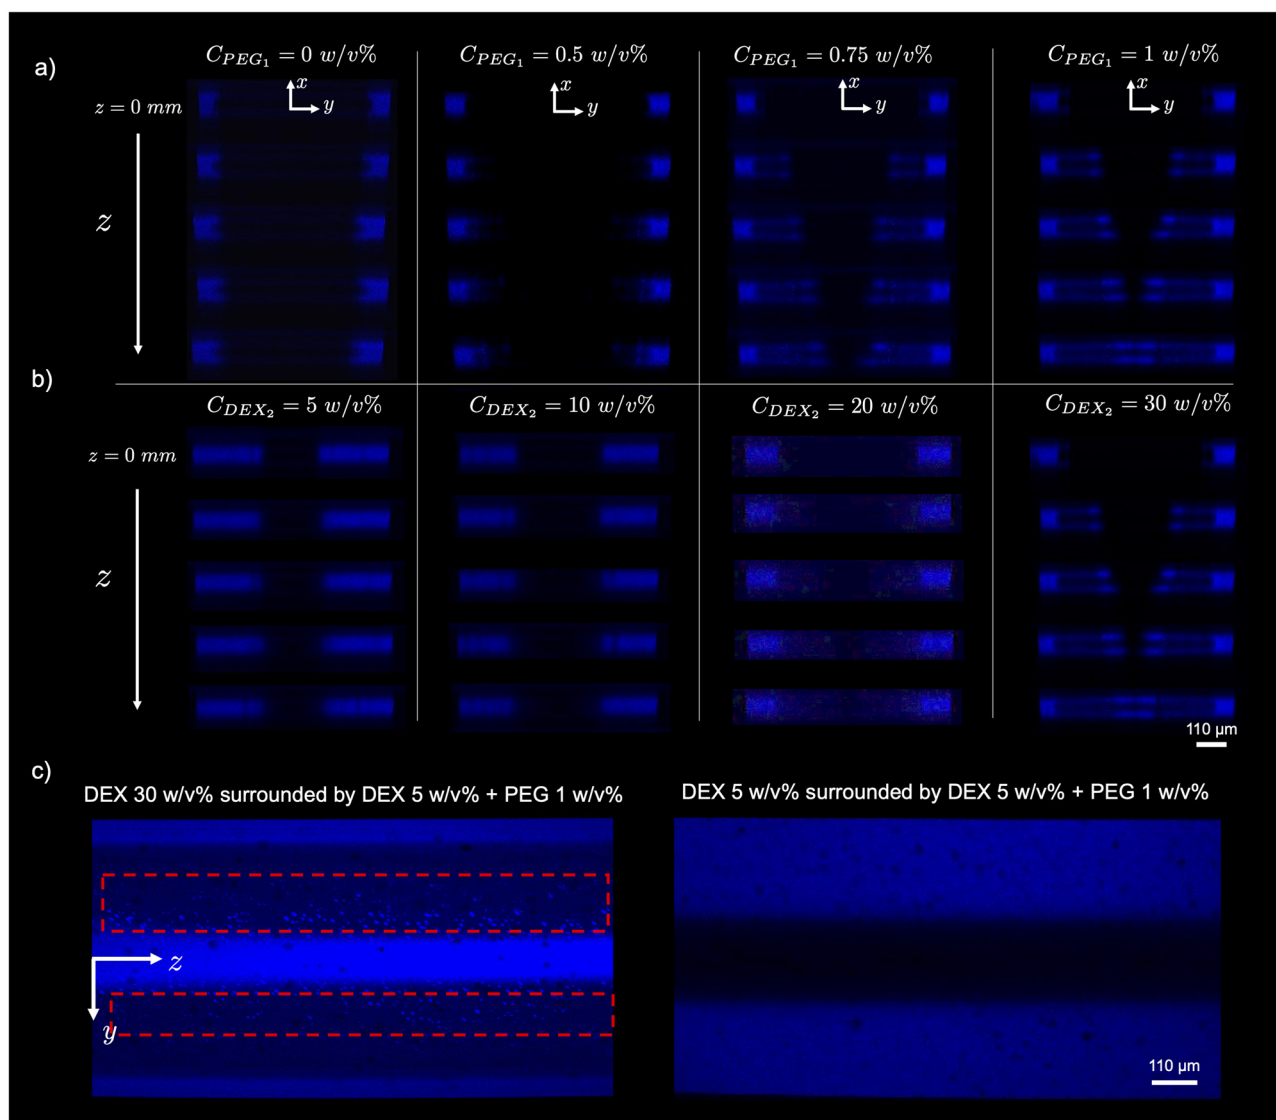 a)
C_{PEG_1} = 0 w/v%
C_{PEG_1} = 0.5 w/v%
C_{PEG_1} = 0.75 w/v%
C_{PEG_1} = 1 w/v%
x
y
x
y
x
y
x
y
z = 0 mm
z
b)
C_{DEX_2} = 5 w/v%
C_{DEX_2} = 10 w/v%
C_{DEX_2} = 20 w/v%
C_{DEX_2} = 30 w/v%
z = 0 mm
z
110 μm
c)
DEX 30 w/v% surrounded by DEX 5 w/v% + PEG 1 w/v%
DEX 5 w/v% surrounded by DEX 5 w/v% + PEG 1 w/v%
z
y
110 μm